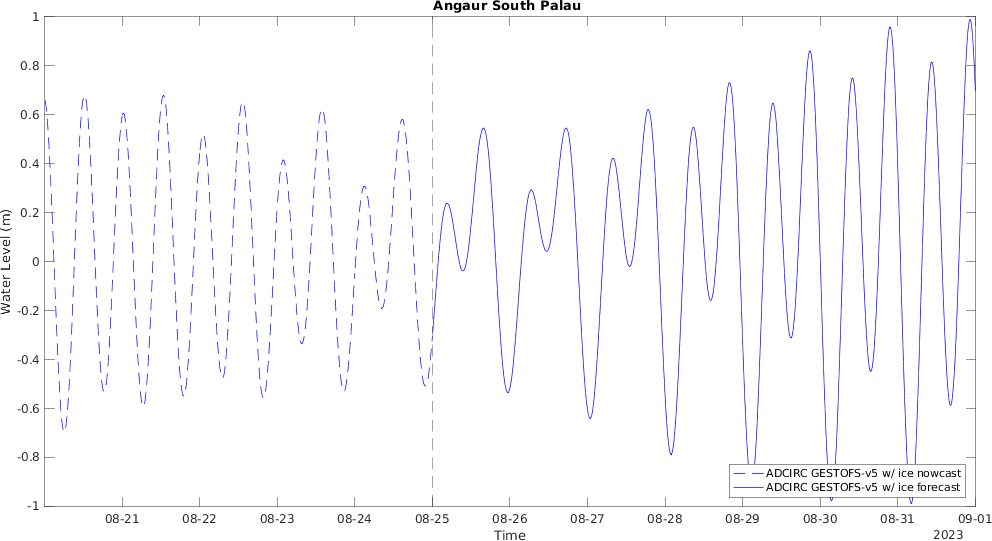 Angaur South Palau
1
0.8
0.6
0.4
0.2
0
-0.2
-0.4
-0.6
-0.8
-1
Water Level (m)
ADCIRC GESTOFS-v5 w/ ice nowcast
ADCIRC GESTOFS-v5 w/ ice forecast
08-21 08-22 08-23 08-24 08-25 08-26 08-27 08-28 08-29 08-30 08-31 09-01
Time
2023